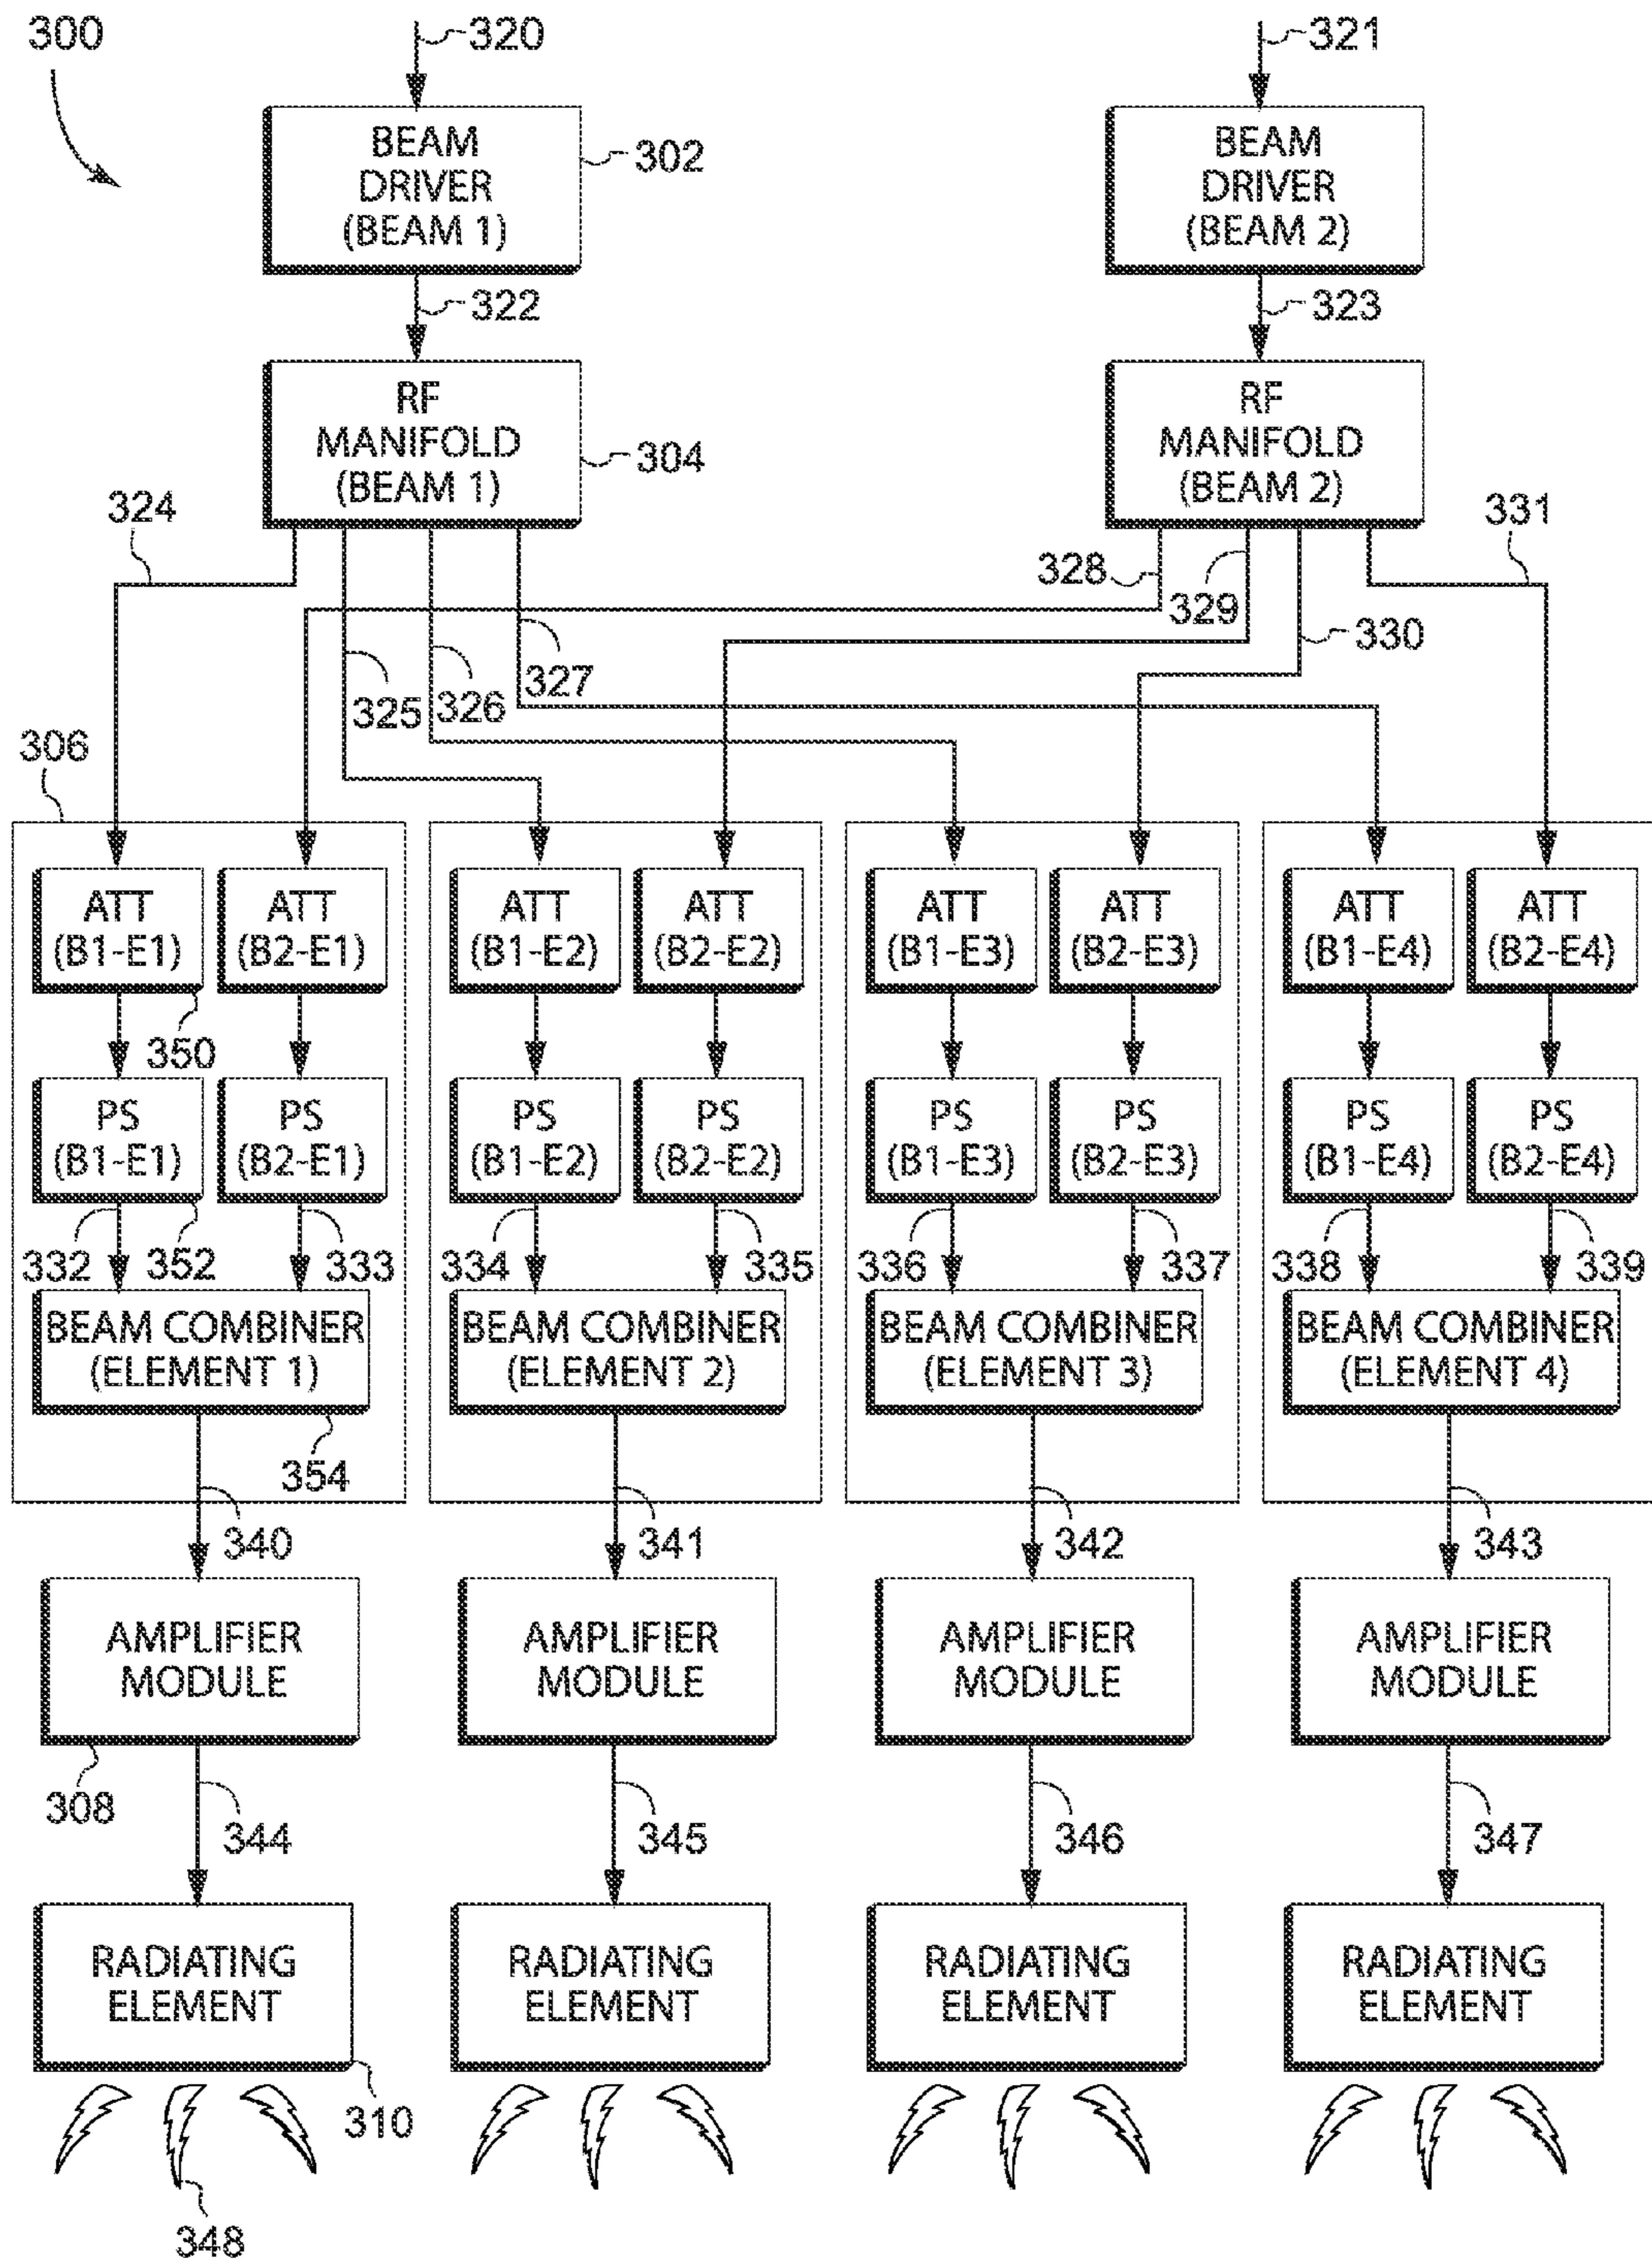 300
320
321
BEAM
DRIVER
(BEAM 1)
302
BEAM
DRIVER
(BEAM 2)
322
323
RF
MANIFOLD
(BEAM 1)
304
RF
MANIFOLD
(BEAM 2)
324
331
328
329
330
325
326
327
306
ATT
(B1-E1)
ATT
(B2-E1)
ATT
(B1-E2)
ATT
(B2-E2)
ATT
(B1-E3)
ATT
(B2-E3)
ATT
(B1-E4)
ATT
(B2-E4)
350
PS
(B1-E1)
PS
(B2-E1)
PS
(B1-E2)
PS
(B2-E2)
PS
(B1-E3)
PS
(B2-E3)
PS
(B1-E4)
PS
(B2-E4)
332
352
333
334
335
336
337
338
339
BEAM COMBINER
(ELEMENT 1)
BEAM COMBINER
(ELEMENT 2)
BEAM COMBINER
(ELEMENT 3)
BEAM COMBINER
(ELEMENT 4)
354
340
341
342
343
AMPLIFIER
MODULE
AMPLIFIER
MODULE
AMPLIFIER
MODULE
AMPLIFIER
MODULE
308
344
345
346
347
RADIATING
ELEMENT
RADIATING
ELEMENT
RADIATING
ELEMENT
RADIATING
ELEMENT
310
348